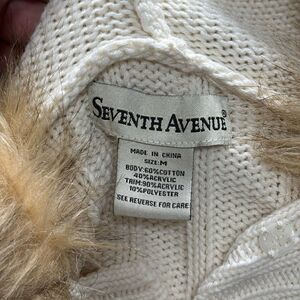 SEVENTH AVENUE®
MADE IN CHINA
SIZE:M
BODY:60%COTTON
40%ACRYLIC
TRIM:90%ACRYLIC
10%POLYESTER
SEE REVERSE FOR CARE